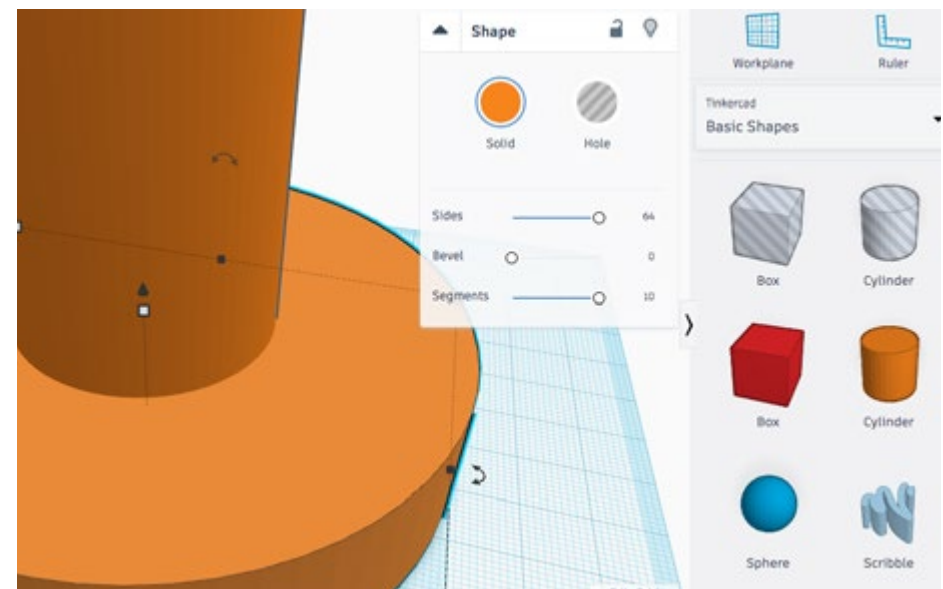 Shape
Solid
Hole
Sides 64
Bevel 0
Segments 10
Workplane
Ruler
Tinkercad
Basic Shapes
Box
Cylinder
Box
Cylinder
Sphere
Scribble